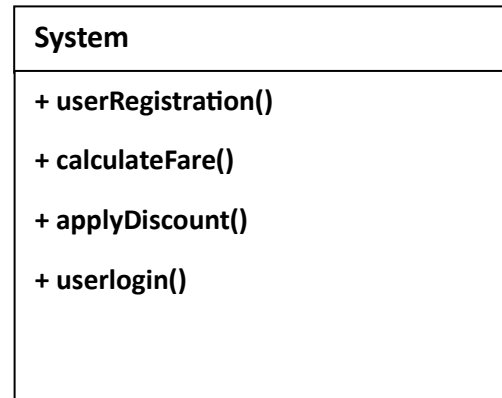 System
+ userRegistration()
+ calculateFare()
+ applyDiscount()
+ userlogin()